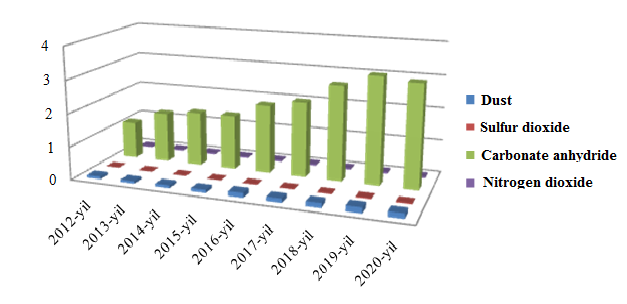 4
3
2
1
0
2012-yil
2013-yil
2014-yil
2015-yil
2016-yil
2017-yil
2018-yil
2019-yil
2020-yil
Dust
Sulfur dioxide
Carbonate anhydride
Nitrogen dioxide